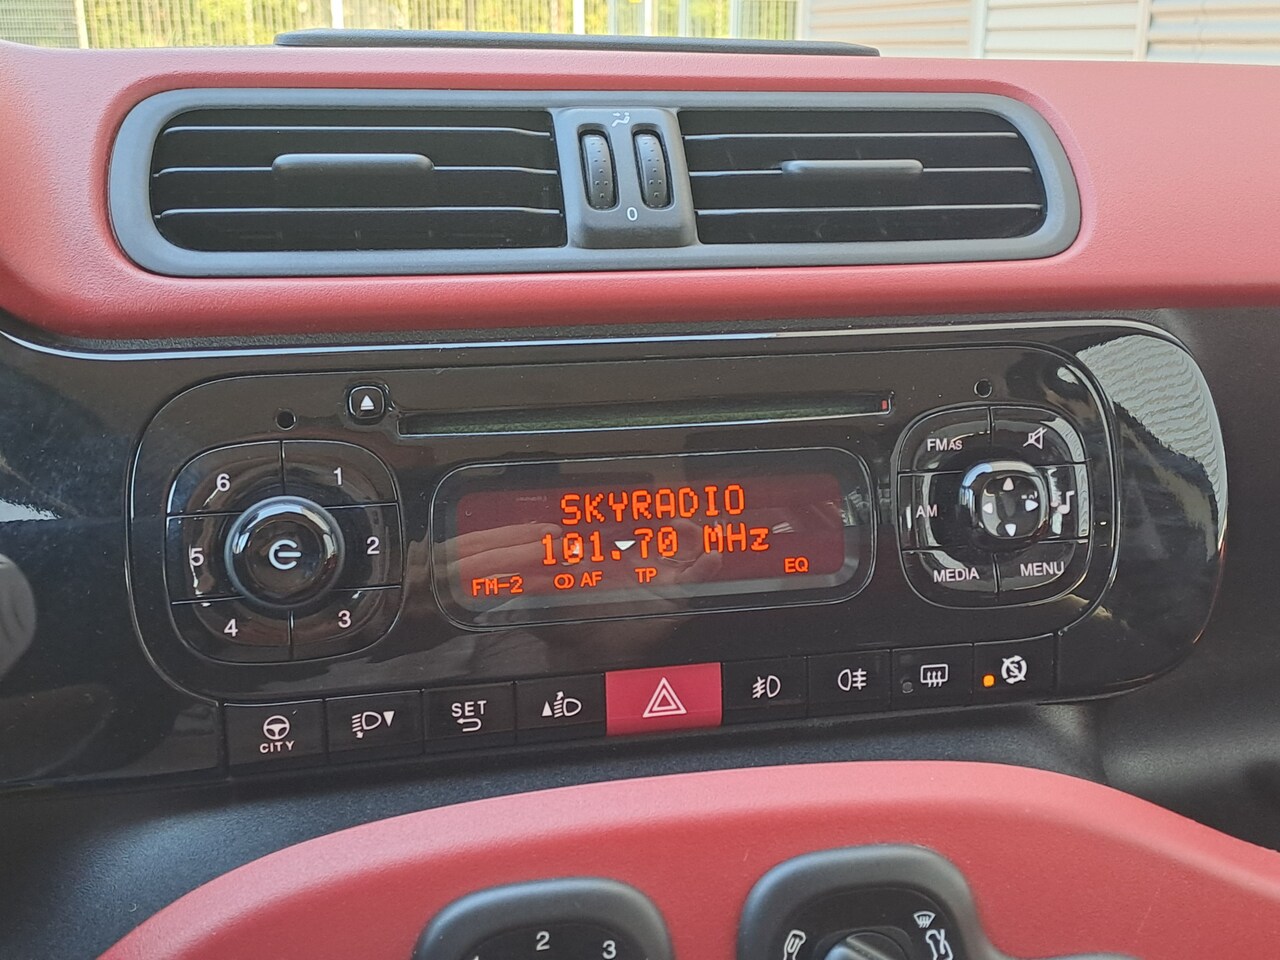 0
6
1
5
2
4
3
SKYRADIO
101.70 MHz
FM-2 AF TP EQ
FMAS
AM
MEDIA
MENU
CITY
SET
2
3